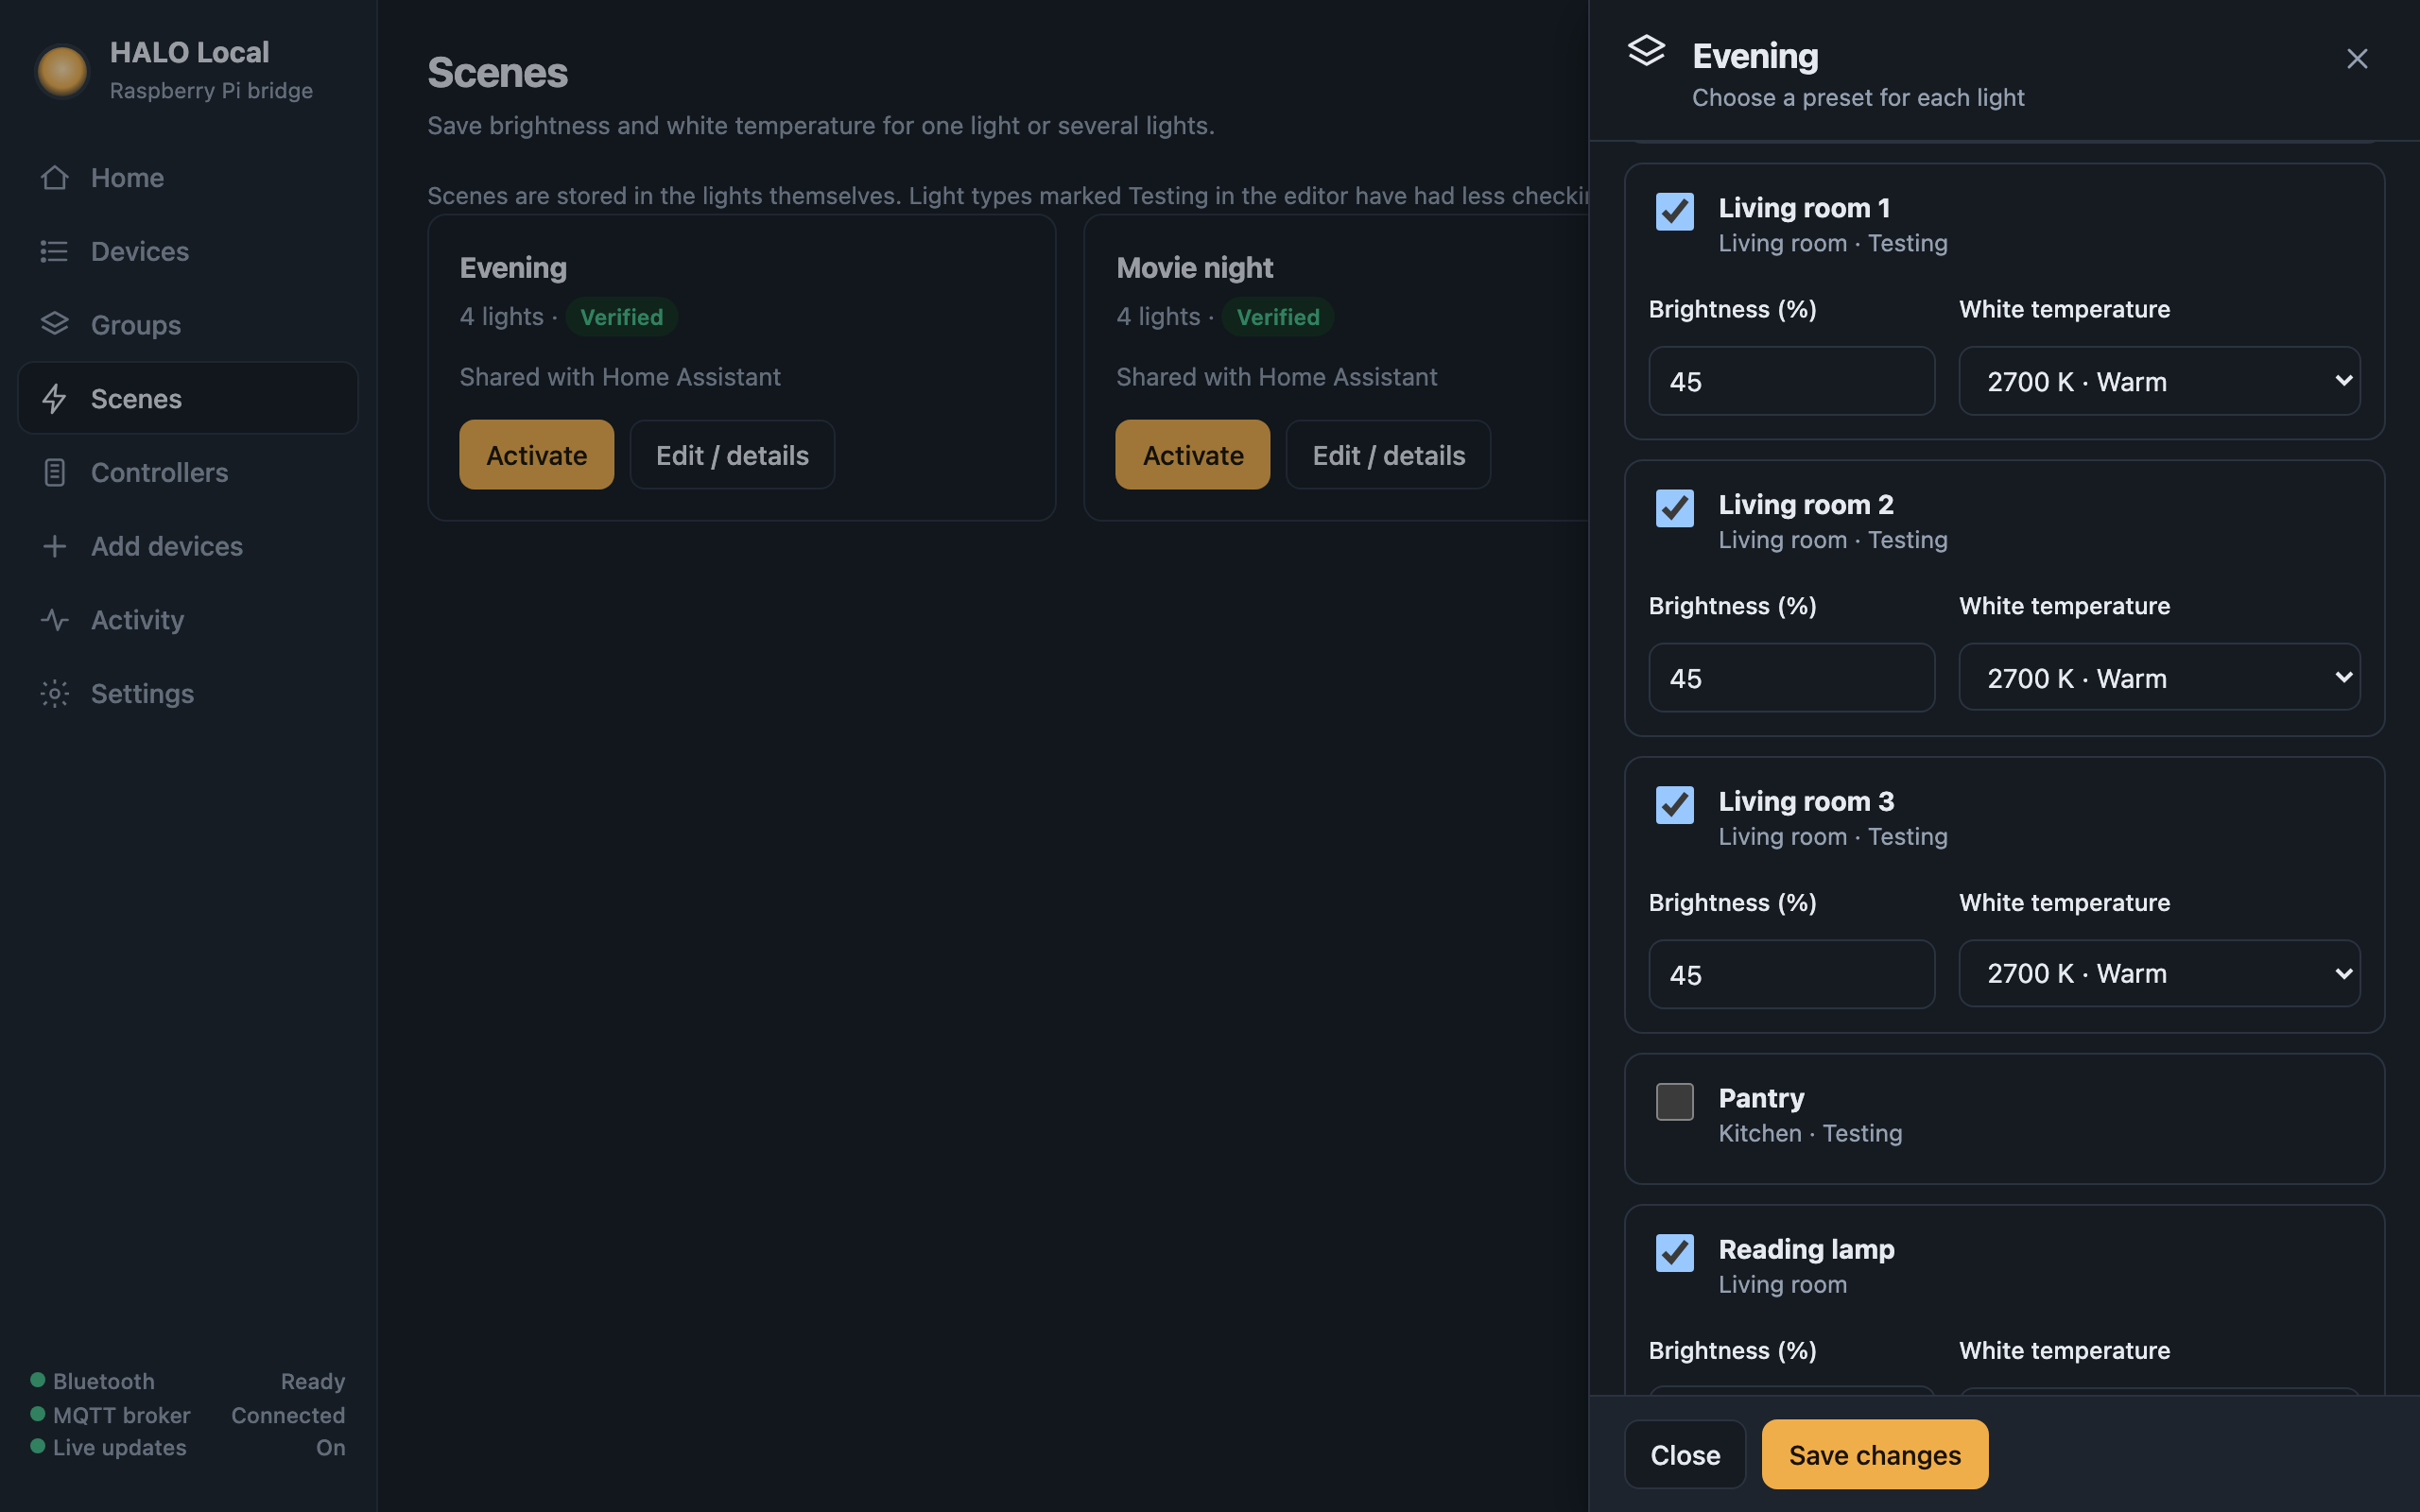 HALO Local
Raspberry Pi bridge
Home
Devices
Groups
Scenes
Controllers
Add devices
Activity
Settings
Bluetooth Ready
MQTT broker Connected
Live updates On
Scenes
Save brightness and white temperature for one light or several lights.
Scenes are stored in the lights themselves. Light types marked Testing in the editor have had less
Evening
4 lights · Verified
Shared with Home Assistant
Activate Edit / details
Movie night
4 lights · Verified
Shared with Home Assistant
Activate Edit / details
Evening
Choose a preset for each light
Living room 1
Living room · Testing
Brightness (%) White temperature
45 2700 K · Warm
Living room 2
Living room · Testing
Brightness (%) White temperature
45 2700 K · Warm
Living room 3
Living room · Testing
Brightness (%) White temperature
45 2700 K · Warm
Pantry
Kitchen · Testing
Reading lamp
Living room
Brightness (%) White temperature
Close Save changes